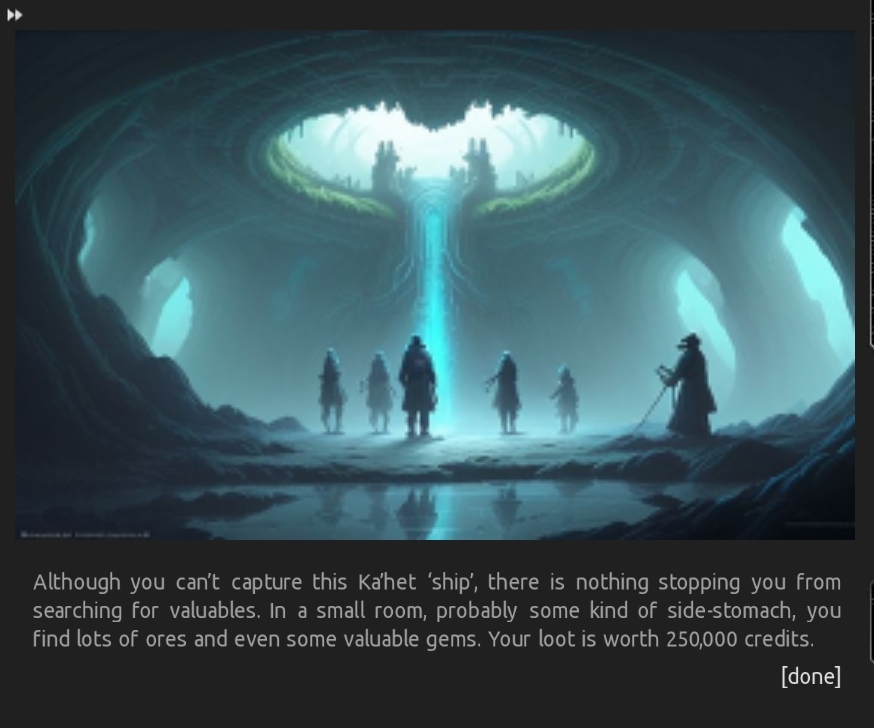 Although you can't capture this Ka'het ‘ship’, there is nothing stopping you from
searching for valuables. In a small room, probably some kind of side-stomach, you
find lots of ores and even some valuable gems. Your loot is worth 250,000 credits.
[done]